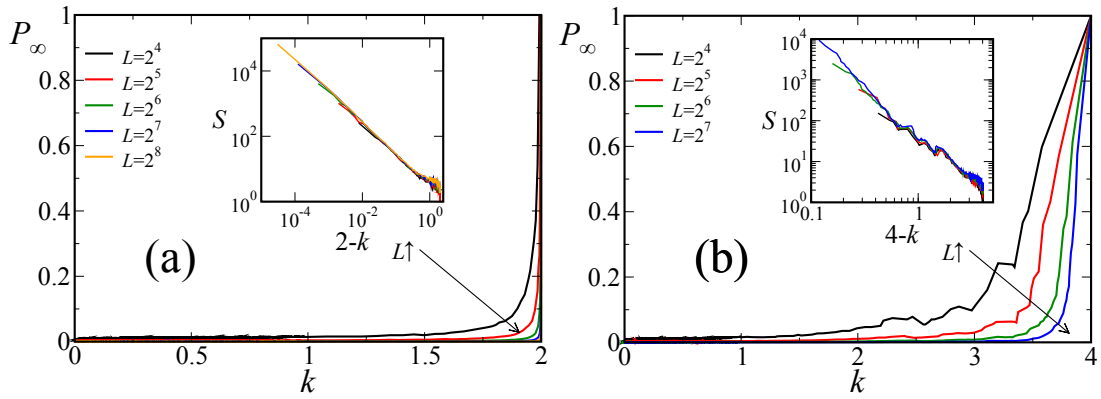 P∞
1
0.8
0.6
0.4
0.2
0
L=2^4
L=2^5
L=2^6
L=2^7
L=2^8
S
10^4
10^2
10^0
10^-4
10^-2
10^0
2-k
(a)
L↑
0
0.5
1
1.5
2
k
P∞
1
0.8
0.6
0.4
0.2
0
L=2^4
L=2^5
L=2^6
L=2^7
S
10^4
10^3
10^2
10^1
10^0
0.1
1
4-k
(b)
L↑
0
1
2
3
4
k